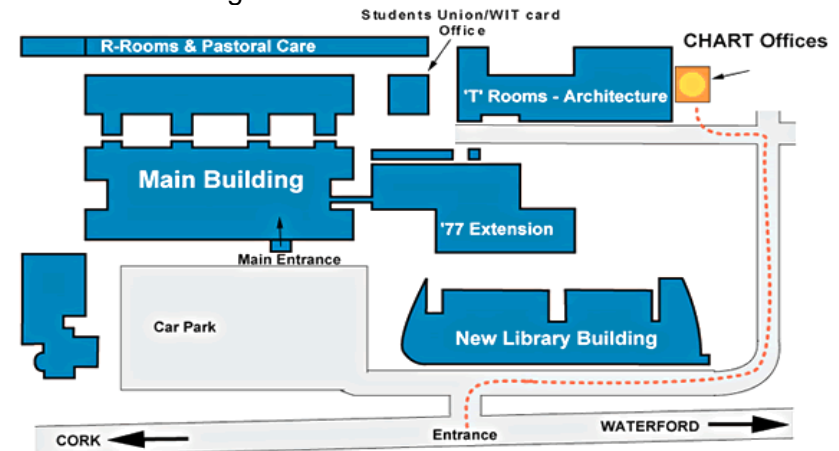 Students Union/WIT card
Office
R-Rooms & Pastoral Care
CHART Offices
'T' Rooms - Architecture
Main Building
'77 Extension
Main Entrance
Car Park
New Library Building
CORK
Entrance
WATERFORD